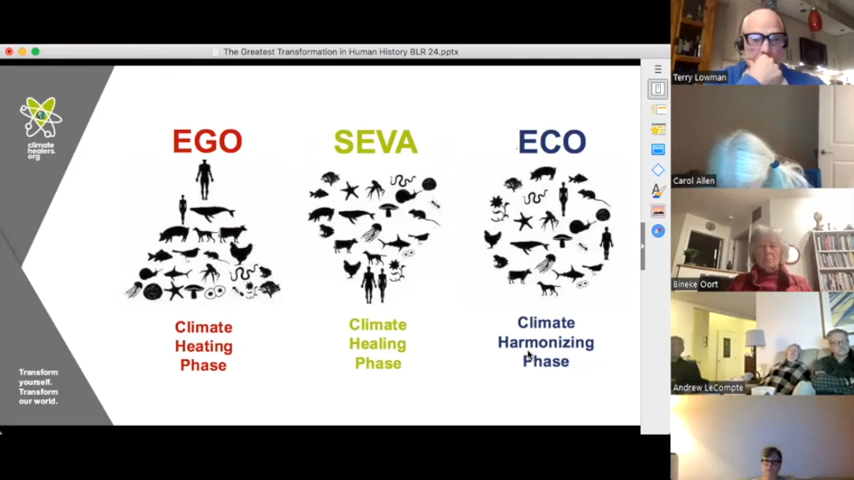 The Greatest Transformation in Human History BLR 24.pptx
climate
healers.
org
EGO
SEVA
ECO
Climate
Heating
Phase
Climate
Healing
Phase
Climate
Harmonizing
Phase
Transform
yourself.
Transform
our world.
Terry Lowman
Carol Allen
Bineke Oort
Andrew LeCompte